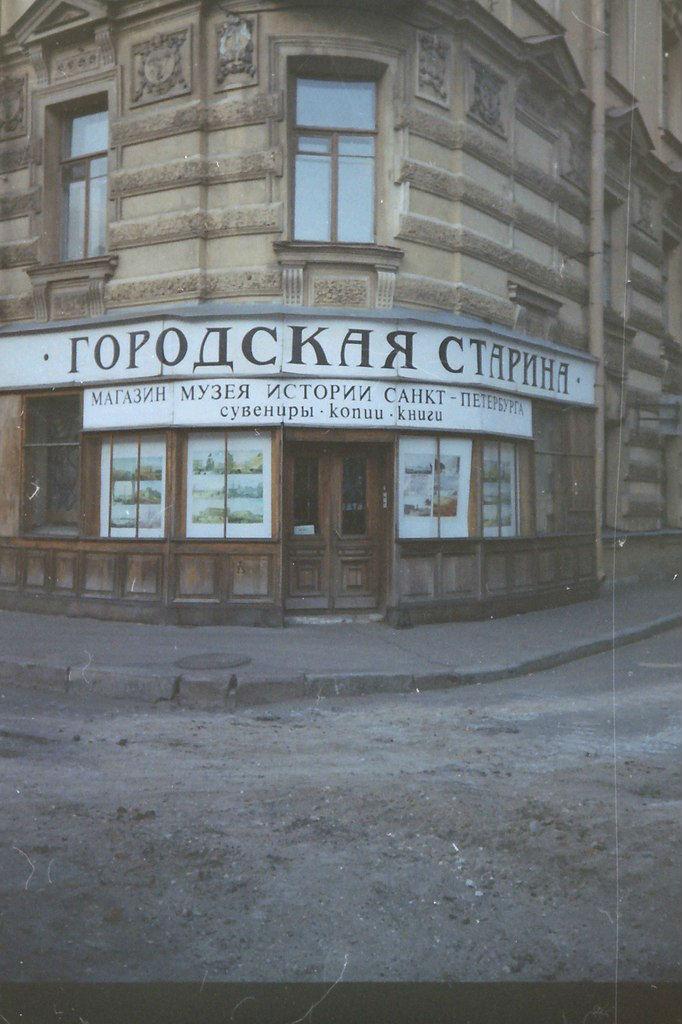 · ГОРОДСКАЯ СТАРИНА ·
МАГАЗИН МУЗЕЯ ИСТОРИИ САНКТ-ПЕТЕРБУРГА
сувениры · копии · книги